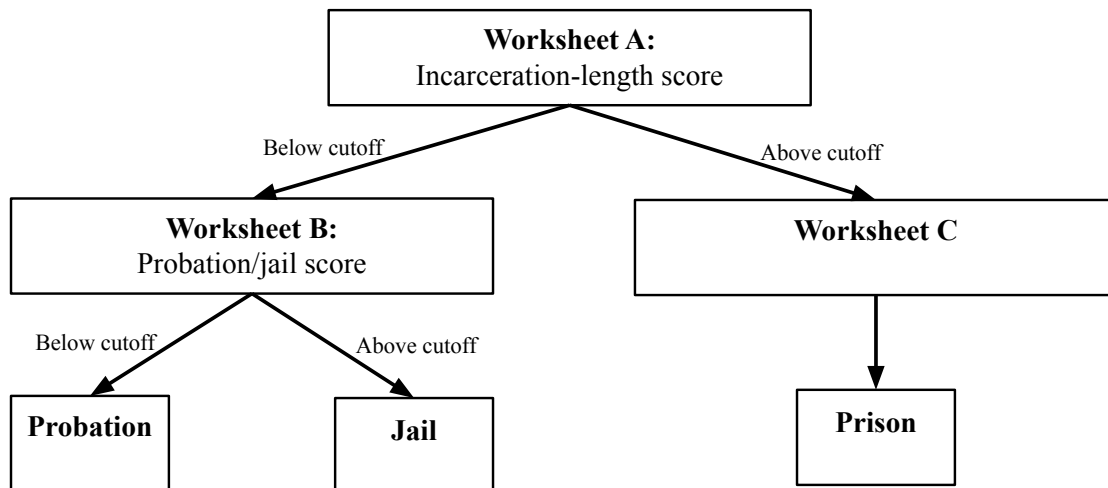 Worksheet A:
Incarceration-length score
Below cutoff
Above cutoff
Worksheet B:
Probation/jail score
Worksheet C
Below cutoff
Above cutoff
Probation
Jail
Prison